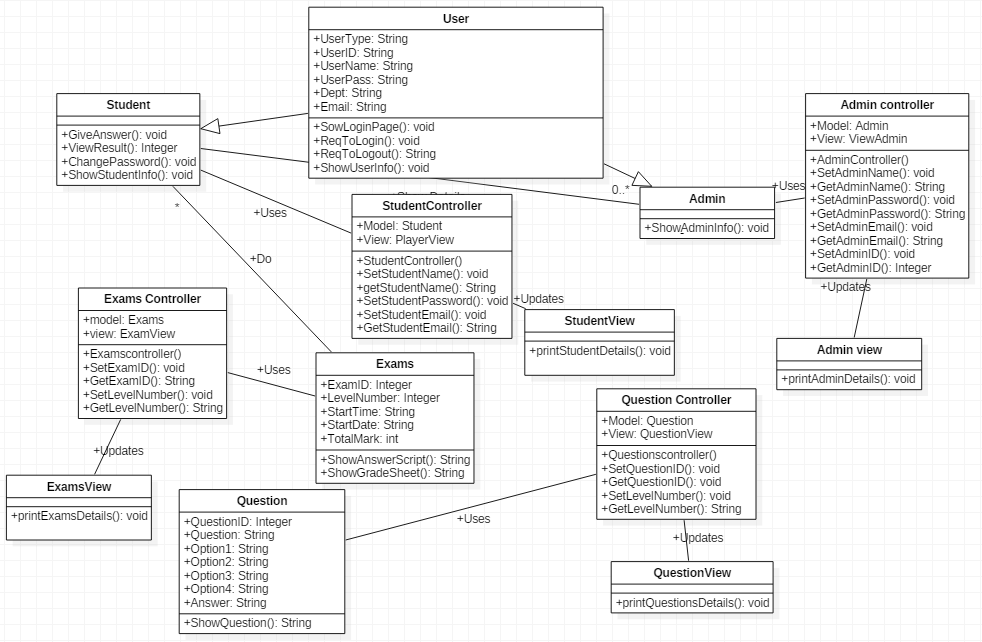 User
+UserType: String
+UserID: String
+UserName: String
+UserPass: String
+Dept: String
+Email: String
+SowLoginPage(): void
+ReqToLogin(): void
+ReqToLogout(): String
+ShowUserInfo(): void
Student
+GiveAnswer(): void
+ViewResult(): Integer
+ChangePassword(): void
+ShowStudentInfo(): void
Admin controller
+Model: Admin
+View: ViewAdmin
+AdminController()
+SetAdminName(): void
+GetAdminName(): String
+SetAdminPassword(): void
+GetAdminPassword(): String
+SetAdminEmail(): void
+GetAdminEmail(): String
+SetAdminID(): void
+GetAdminID(): Integer
0..*
+Uses
Admin
+ShowAdminInfo(): void
*
+Uses
StudentController
+Model: Student
+View: PlayerView
+StudentController()
+SetStudentName(): void
+getStudentName(): String
+SetStudentPassword(): void
+SetStudentEmail(): void
+GetStudentEmail(): String
+Do
+Updates
+Updates
Exams Controller
+model: Exams
+view: ExamView
+Examscontroller()
+SetExamID(): void
+GetExamID(): String
+SetLevelNumber(): void
+GetLevelNumber(): String
StudentView
+printStudentDetails(): void
Admin view
+printAdminDetails(): void
+Uses
Exams
+ExamID: Integer
+LevelNumber: Integer
+StartTime: String
+StartDate: String
+TotalMark: int
+ShowAnswerScript(): String
+ShowGradeSheet(): String
Question Controller
+Model: Question
+View: QuestionView
+Questionscontroller()
+SetQuestionID(): void
+GetQuestionID(): void
+SetLevelNumber(): void
+GetLevelNumber(): String
+Updates
ExamsView
+printExamsDetails(): void
Question
+QuestionID: Integer
+Question: String
+Option1: String
+Option2: String
+Option3: String
+Option4: String
+Answer: String
+ShowQuestion(): String
+Uses
+Updates
QuestionView
+printQuestionsDetails(): void